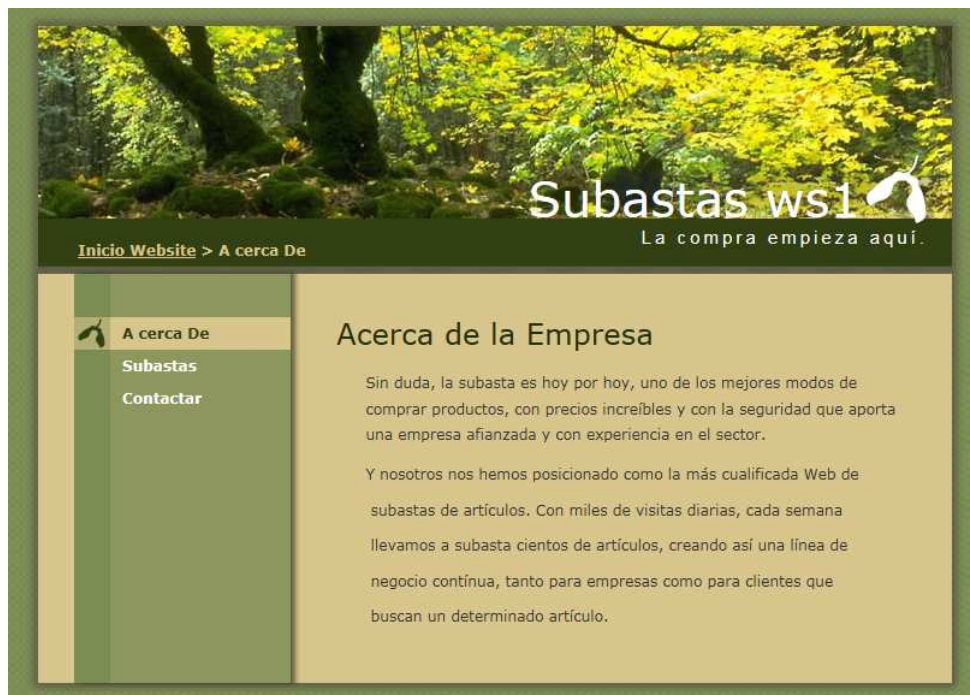 Subastas ws1
La compra empieza aquí.
Inicio Website > A cerca De
A cerca De
Subastas
Contactar
Acerca de la Empresa
Sin duda, la subasta es hoy por hoy, uno de los mejores modos de
comprar productos, con precios increíbles y con la seguridad que aporta
una empresa afianzada y con experiencia en el sector.
Y nosotros nos hemos posicionado como la más cualificada Web de
subastas de artículos. Con miles de visitas diarias, cada semana
llevamos a subasta cientos de artículos, creando así una línea de
negocio contínua, tanto para empresas como para clientes que
buscan un determinado artículo.